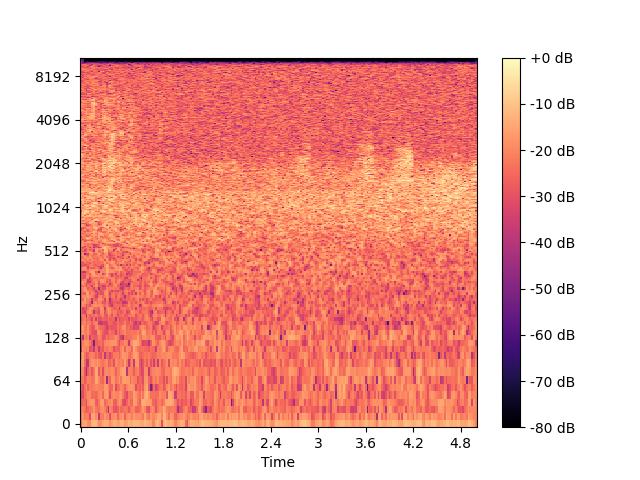 8192
4096
2048
1024
512
256
128
64
0
Hz
0 0.6 1.2 1.8 2.4 3 3.6 4.2 4.8
Time
+0 dB
-10 dB
-20 dB
-30 dB
-40 dB
-50 dB
-60 dB
-70 dB
-80 dB